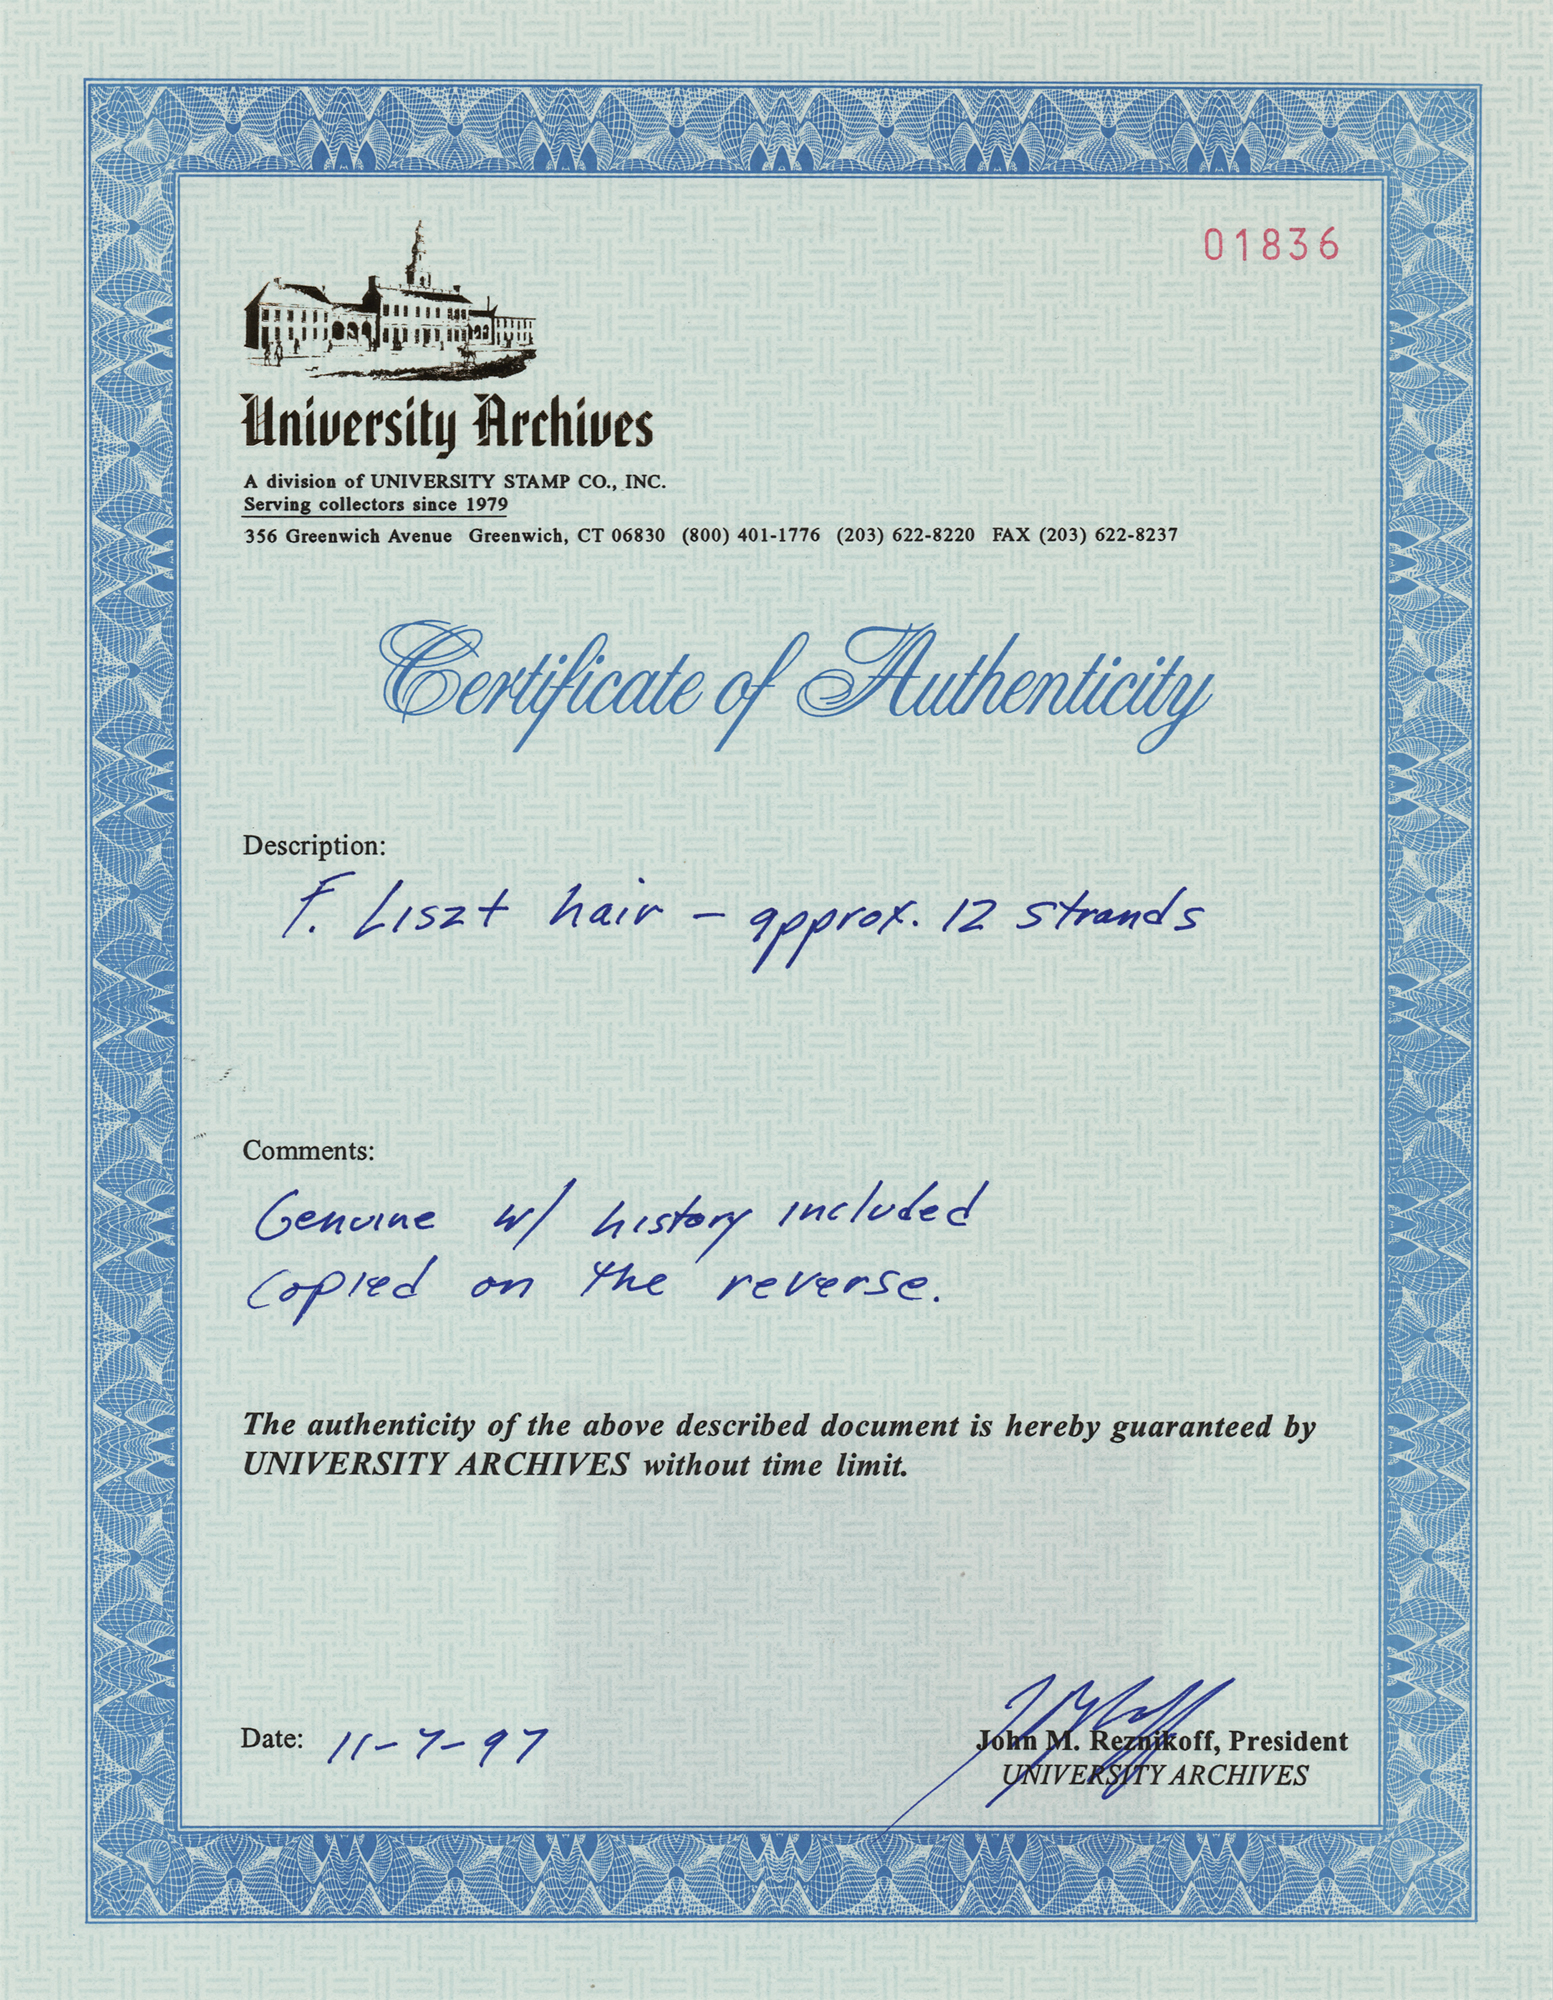 01836
University Archives
A division of UNIVERSITY STAMP CO., INC.
Serving collectors since 1979
356 Greenwich Avenue Greenwich, CT 06830 (800) 401-1776 (203) 622-8220 FAX (203) 622-8237
Certificate of Authenticity
Description:
F. Liszt hair – approx. 12 strands
Comments:
Genuine w/ history included
copied on the reverse.
The authenticity of the above described document is hereby guaranteed by
UNIVERSITY ARCHIVES without time limit.
Date: 11-7-97
John M. Reznikoff, President
UNIVERSITY ARCHIVES